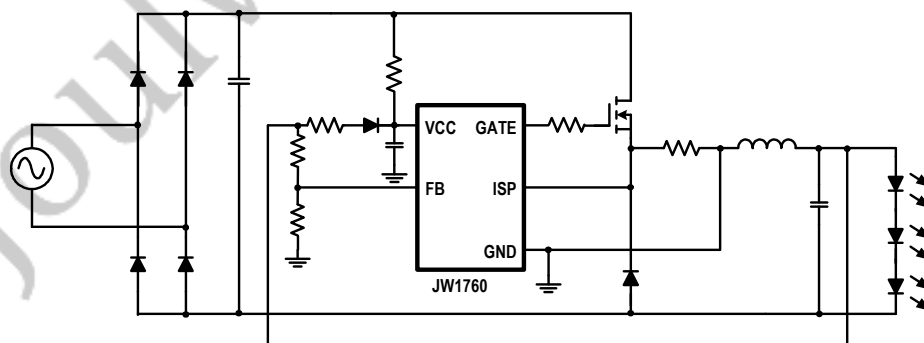 VCC GATE
FB ISP
GND
JW1760